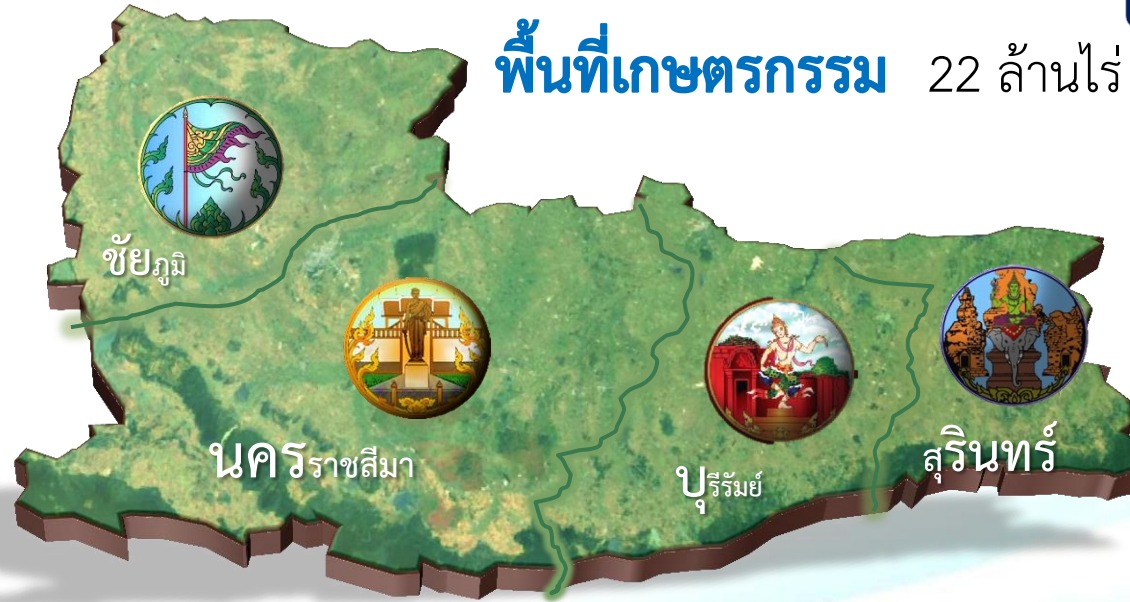 พื้นที่เกษตรกรรม 22 ล้านไร่
ชัยภูมิ
นครราชสีมา
บุรีรัมย์
สุรินทร์